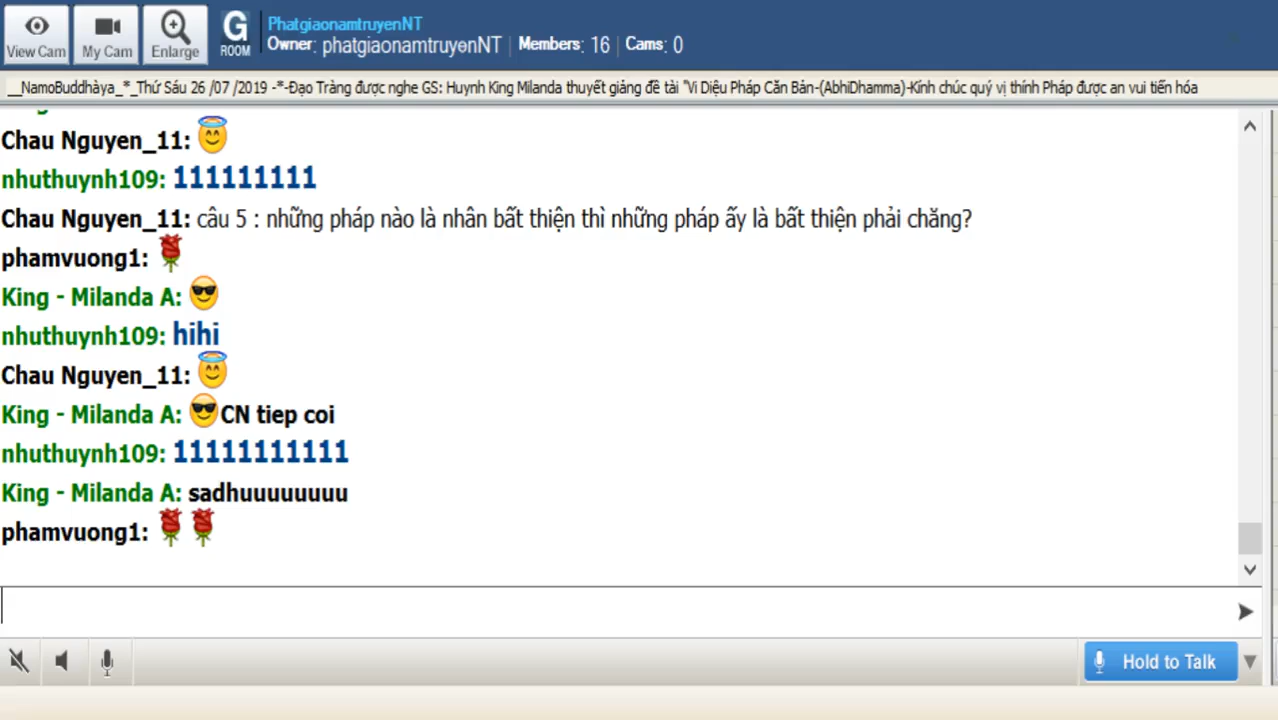 PhatgiaonamtruyenNT
Owner: phatgiaonamtruyenNT | Members: 16 | Cams: 0
View Cam
My Cam
Enlarge
G ROOM
__NamoBuddhàya_*_Thứ Sáu 26 /07 /2019 -*-Đạo Tràng được nghe GS: Huynh King Milanda thuyết giảng đề tài "Vi Diệu Pháp Căn Bản-(AbhiDhamma)-Kính chúc quý vị thính Pháp được an vui tiến hóa
Chau Nguyen_11:
nhuthuynh109: 111111111
Chau Nguyen_11: câu 5 : những pháp nào là nhân bất thiện thì những pháp ấy là bất thiện phải chăng?
phamvuong1:
King - Milanda A:
nhuthuynh109: hihi
Chau Nguyen_11:
King - Milanda A: CN tiep coi
nhuthuynh109: 11111111111
King - Milanda A: sadhuuuuuuuu
phamvuong1:
Hold to Talk